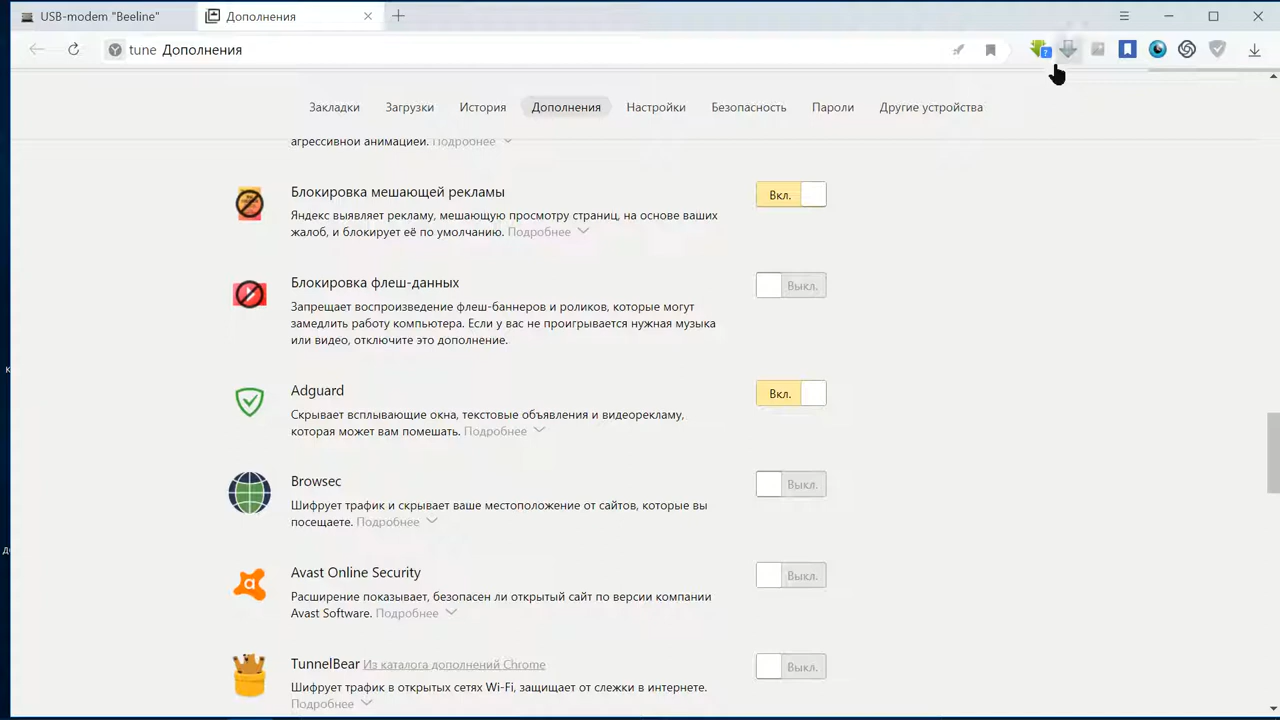 USB-modem "Beeline"
Дополнения
tune Дополнения
?
Закладки
Загрузки
История
Дополнения
Настройки
Безопасность
Пароли
Другие устройства
агрессивной анимацией. Подробнее
Блокировка мешающей рекламы
Вкл.
Яндекс выявляет рекламу, мешающую просмотру страниц, на основе ваших
жалоб, и блокирует её по умолчанию. Подробнее
Блокировка флеш-данных
Выкл.
Запрещает воспроизведение флеш-баннеров и роликов, которые могут
замедлить работу компьютера. Если у вас не проигрывается нужная музыка
или видео, отключите это дополнение.
Adguard
Вкл.
Скрывает всплывающие окна, текстовые объявления и видеорекламу,
которая может вам помешать. Подробнее
Browsec
Выкл.
Шифрует трафик и скрывает ваше местоположение от сайтов, которые вы
посещаете. Подробнее
Avast Online Security
Выкл.
Расширение показывает, безопасен ли открытый сайт по версии компании
Avast Software. Подробнее
TunnelBear Из каталога дополнений Chrome
Выкл.
Шифрует трафик в открытых сетях Wi-Fi, защищает от слежки в интернете.
Подробнее